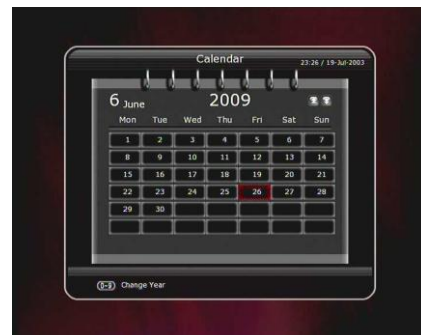 Calendar
23:26 / 19-Jul-2003
6 June 2009
Mon Tue Wed Thu Fri Sat Sun
1 2 3 4 5 6 7
8 9 10 11 12 13 14
15 16 17 18 19 20 21
22 23 24 25 26 27 28
29 30
0-9 Change Year